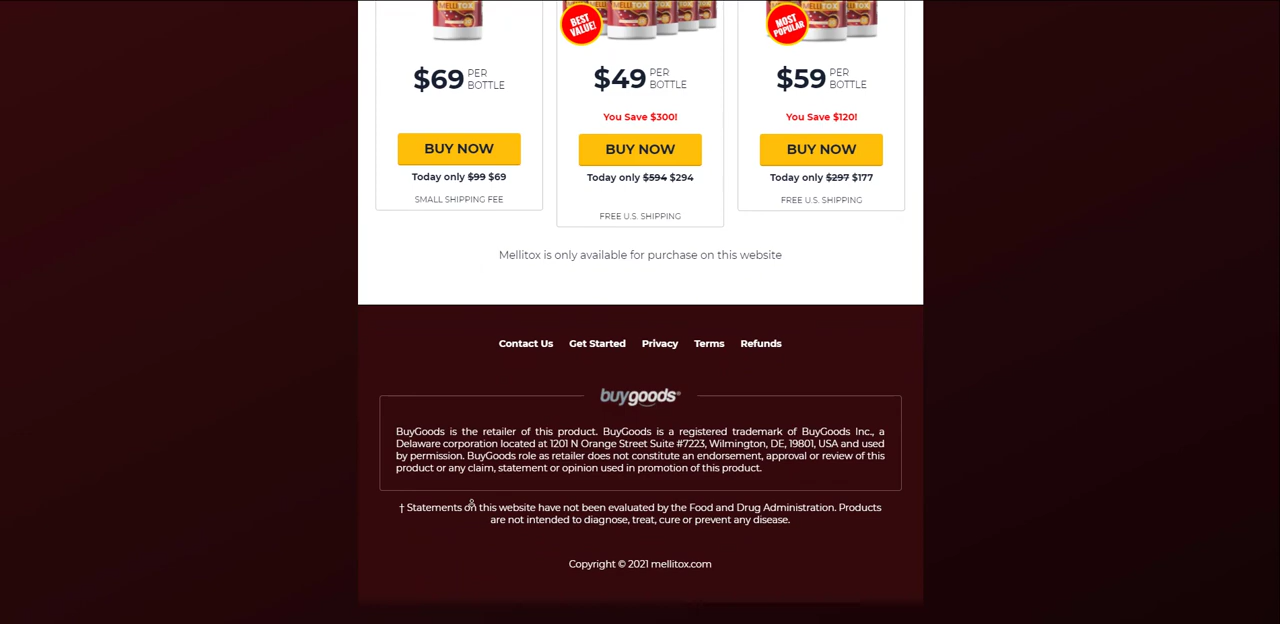 MELLITOX
MELLITOX
MELLITOX
BEST
VALUE!
MOST
POPULAR
$69 PER
BOTTLE
$49 PER
BOTTLE
$59 PER
BOTTLE
You Save $300!
You Save $120!
BUY NOW
BUY NOW
BUY NOW
Today only $99 $69
Today only $594 $294
Today only $297 $177
SMALL SHIPPING FEE
FREE U.S. SHIPPING
FREE U.S. SHIPPING
Mellitox is only available for purchase on this website
Contact Us Get Started Privacy Terms Refunds
buygoods®
BuyGoods is the retailer of this product. BuyGoods is a registered trademark of BuyGoods Inc., a
Delaware corporation located at 1201 N Orange Street Suite #7223, Wilmington, DE, 19801, USA and used
by permission. BuyGoods role as retailer does not constitute an endorsement, approval or review of this
product or any claim, statement or opinion used in promotion of this product.
† Statements on this website have not been evaluated by the Food and Drug Administration. Products
are not intended to diagnose, treat, cure or prevent any disease.
Copyright © 2021 mellitox.com